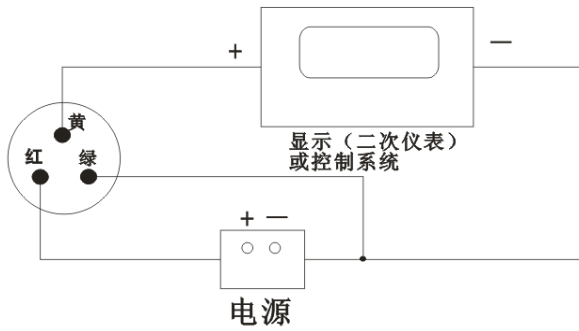 +
—
黄
红
绿
显示（二次仪表）
或控制系统
+ —
电源